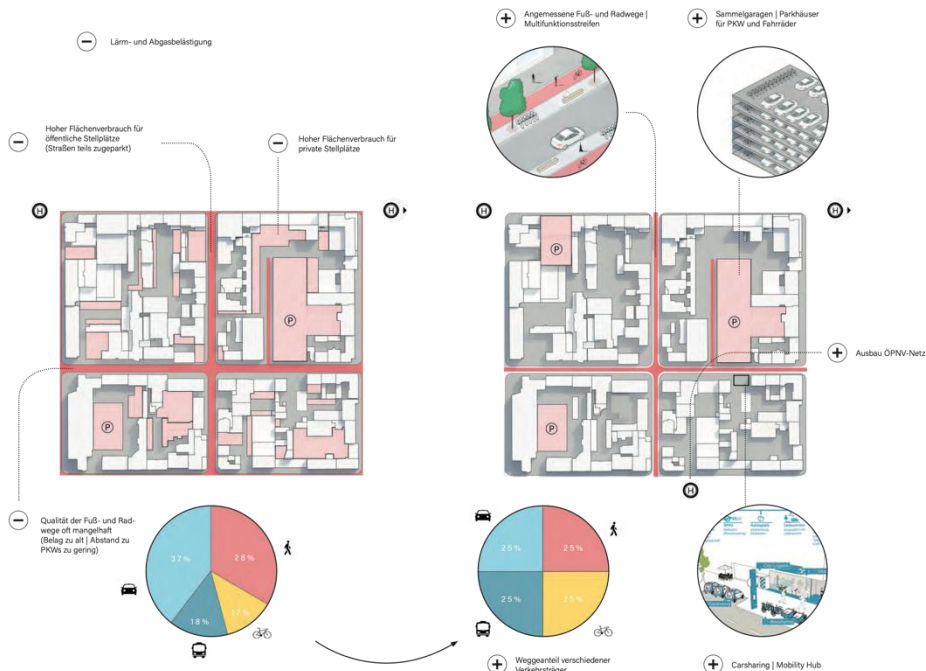 Lärm- und Abgasbelästigung
Hoher Flächenverbrauch für
öffentliche Stellplätze
(Straßen teils zugeparkt)
Hoher Flächenverbrauch für
private Stellplätze
H
H
P
P
Qualität der Fuß- und Rad-
wege oft mangelhaft
(Belag zu alt | Abstand zu
PKWs zu gering)
37 %
28 %
18 %
17 %
Angemessene Fuß- und Radwege |
Multifunktionsstreifen
Sammelgaragen | Parkhäuser
für PKW und Fahrräder
H
H
P
P
P
Ausbau ÖPNV-Netz
H
25 %
25 %
25 %
25 %
Weggeanteil verschiedener
Verkehrsträger
Carsharing | Mobility Hub